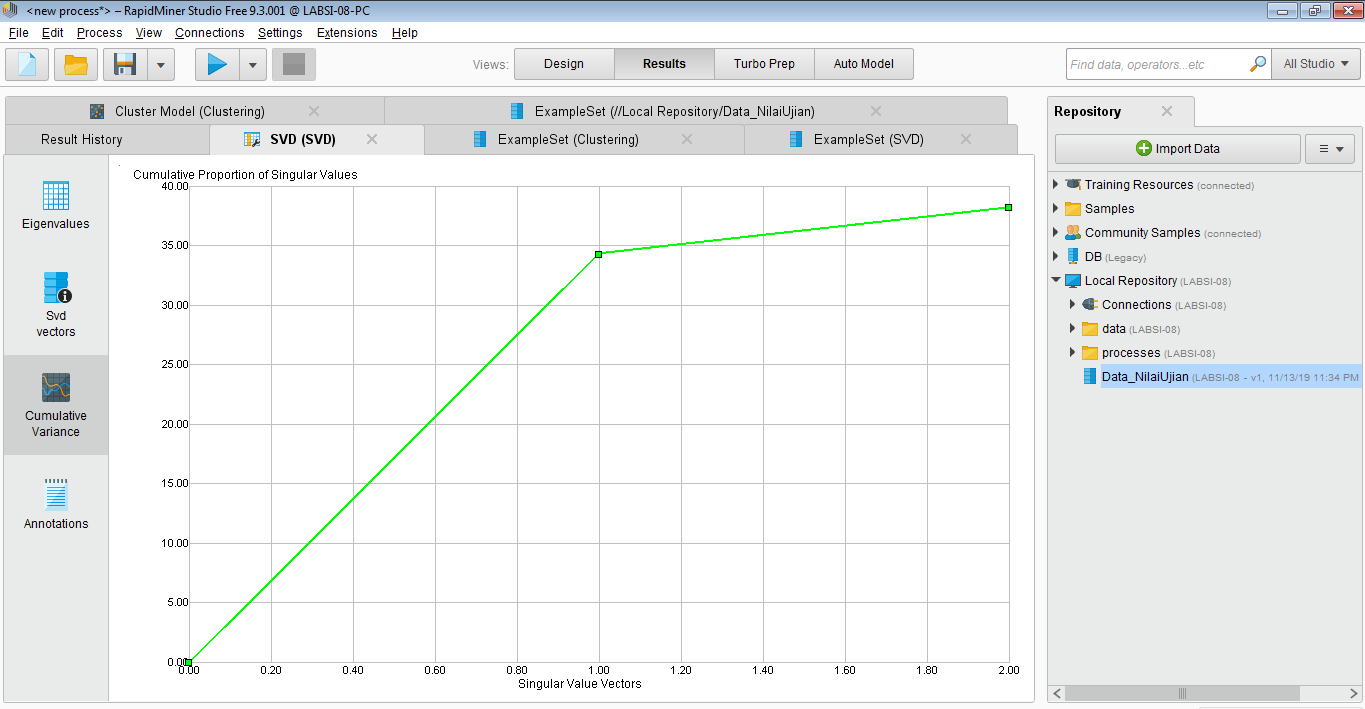 <new process*> – RapidMiner Studio Free 9.3.001 @ LABSI-08-PC
File Edit Process View Connections Settings Extensions Help
Views: Design Results Turbo Prep Auto Model Find data, operators...etc All Studio
Cluster Model (Clustering) ExampleSet (//Local Repository/Data_NilaiUjian)
Result History SVD (SVD) ExampleSet (Clustering) ExampleSet (SVD)
Eigenvalues
Svd
vectors
Cumulative
Variance
Annotations
Cumulative Proportion of Singular Values
40.00
35.00
30.00
25.00
20.00
15.00
10.00
5.00
0.00
0.00 0.20 0.40 0.60 0.80 1.00 1.20 1.40 1.60 1.80 2.00
Singular Value Vectors
Repository
Import Data
Training Resources (connected)
Samples
Community Samples (connected)
DB (Legacy)
Local Repository (LABSI-08)
Connections (LABSI-08)
data (LABSI-08)
processes (LABSI-08)
Data_NilaiUjian (LABSI-08 - v1, 11/13/19 11:34 PM